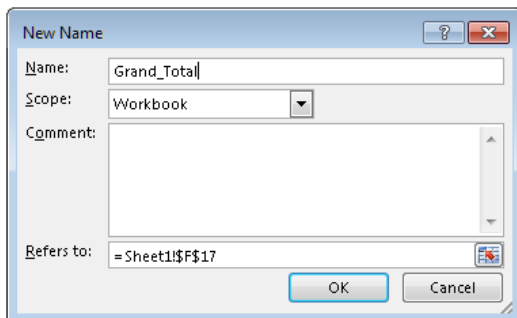 New Name
Name: Grand_Total
Scope: Workbook
Comment:
Refers to: =Sheet1!$F$17
OK Cancel